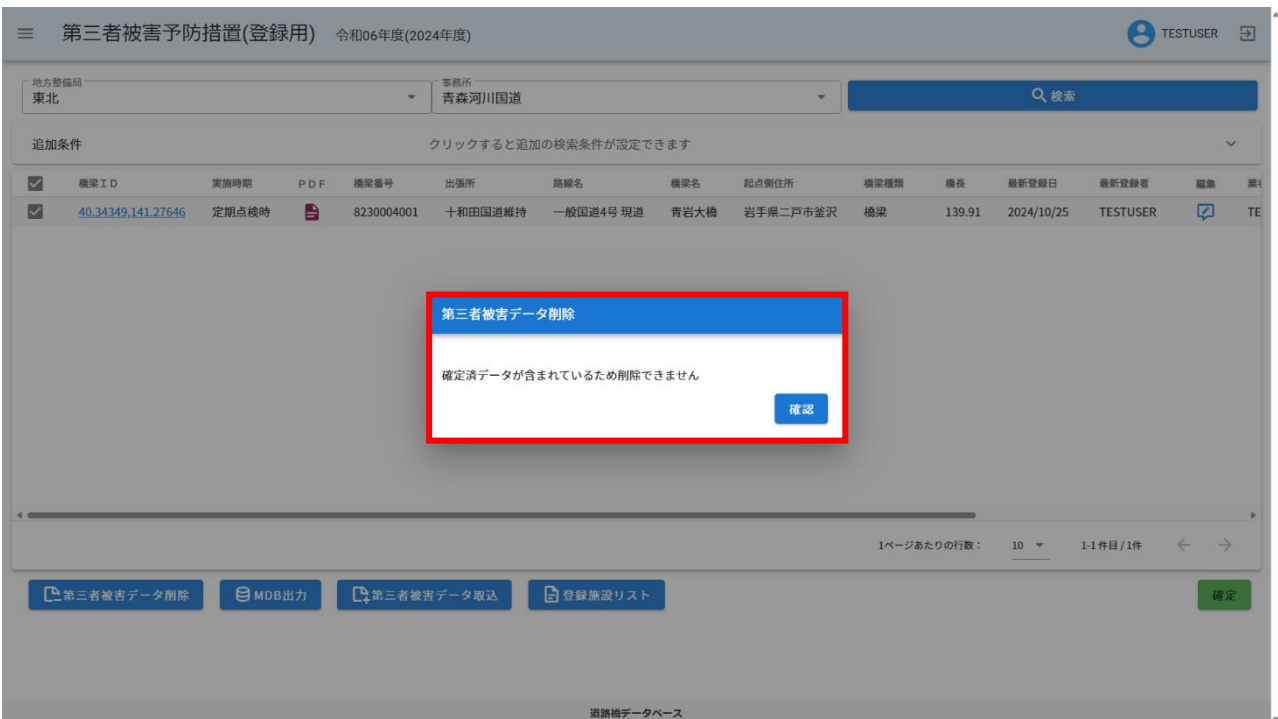 第三者被害予防措置(登録用) 令和06年度(2024年度) TESTUSER
地方整備局 事務所
東北 青森河川国道 検索
追加条件 クリックすると追加の検索条件が設定できます
橋梁ID 実施時期 PDF 橋梁番号 出張所 路線名 橋梁名 起点側住所 橋梁種類 橋長 最新登録日 最新登録者 編集
40.34349,141.27646 定期点検時 8230004001 十和田国道維持 一般国道4号 現道 青岩大橋 岩手県二戸市釜沢 橋梁 139.91 2024/10/25 TESTUSER TE
第三者被害データ削除
確定済データが含まれているため削除できません
確認
1ページあたりの行数: 10 1-1 件目 / 1件
第三者被害データ削除 MDB出力 第三者被害データ取込 登録施設リスト 確定
道路橋データベース